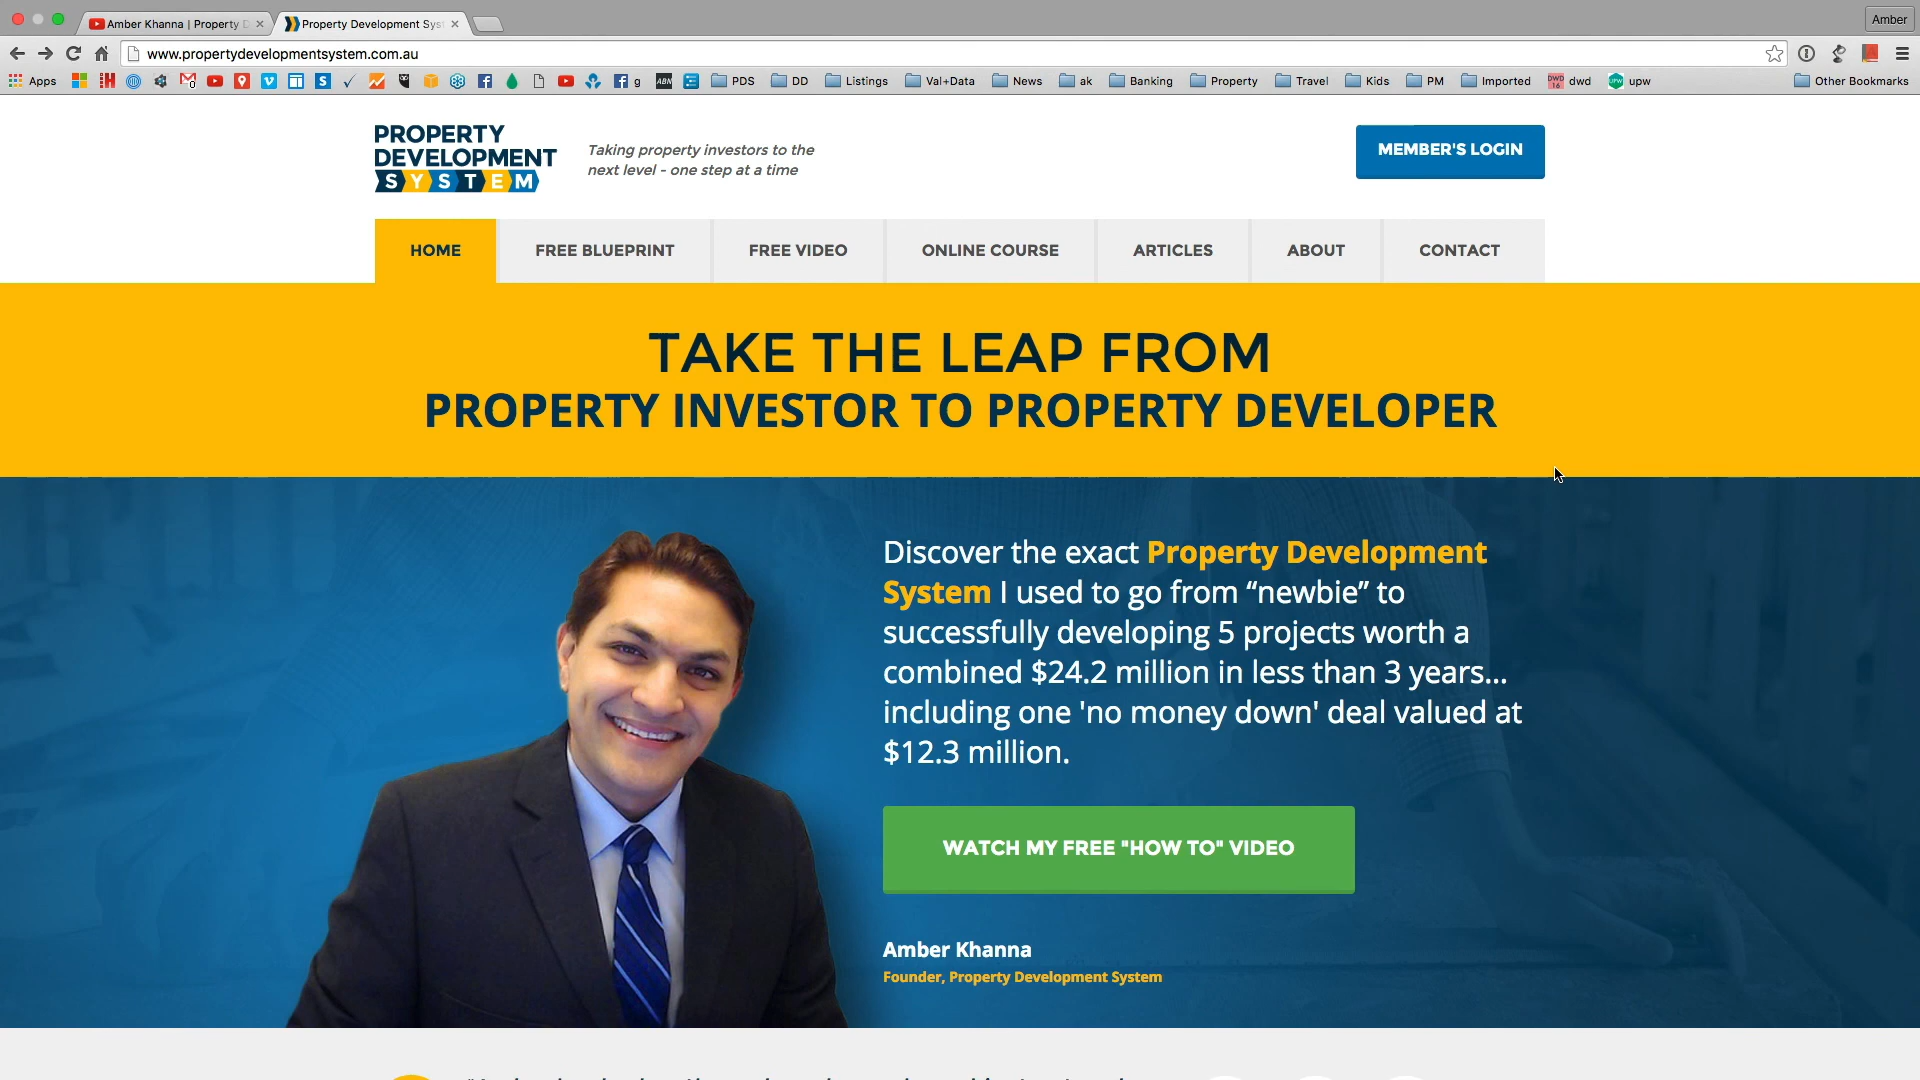 Amber Khanna | Property D
Property Development Syst
Amber
www.propertydevelopmentsystem.com.au
Apps
g
ABN
PDS
DD
Listings
Val+Data
News
ak
Banking
Property
Travel
Kids
PM
Imported
DWD 16
dwd
UPW
upw
Other Bookmarks
PROPERTY
DEVELOPMENT
SYSTEM
Taking property investors to the
next level - one step at a time
MEMBER'S LOGIN
HOME
FREE BLUEPRINT
FREE VIDEO
ONLINE COURSE
ARTICLES
ABOUT
CONTACT
TAKE THE LEAP FROM
PROPERTY INVESTOR TO PROPERTY DEVELOPER
Discover the exact Property Development
System I used to go from “newbie” to
successfully developing 5 projects worth a
combined $24.2 million in less than 3 years...
including one 'no money down' deal valued at
$12.3 million.
WATCH MY FREE "HOW TO" VIDEO
Amber Khanna
Founder, Property Development System